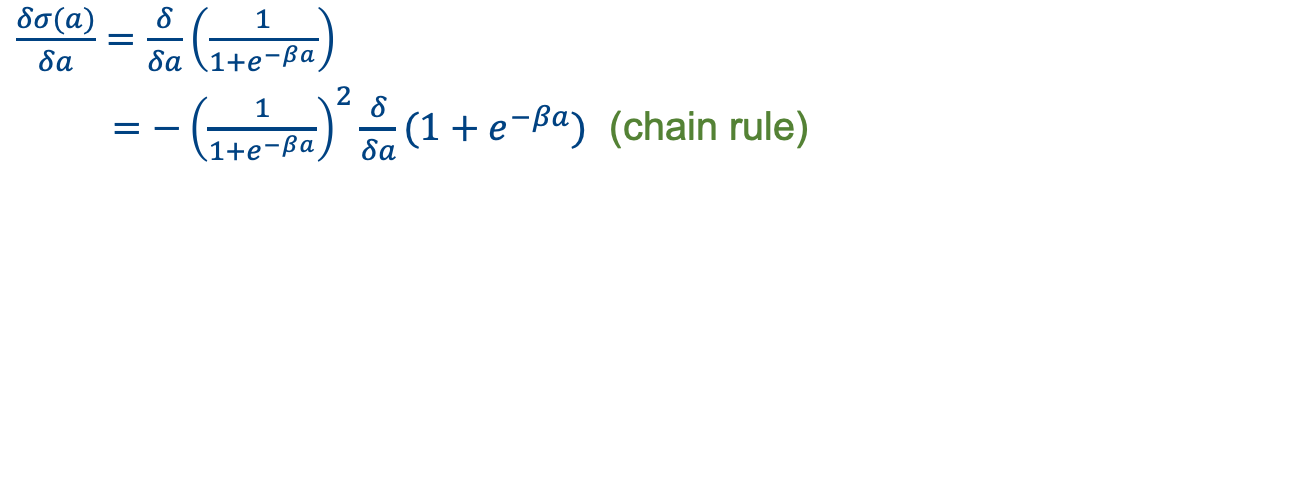 δσ(a)/δa = δ/δa (1/(1+e^−βa))
= −(1/(1+e^−βa))^2 δ/δa (1 + e^−βa) (chain rule)